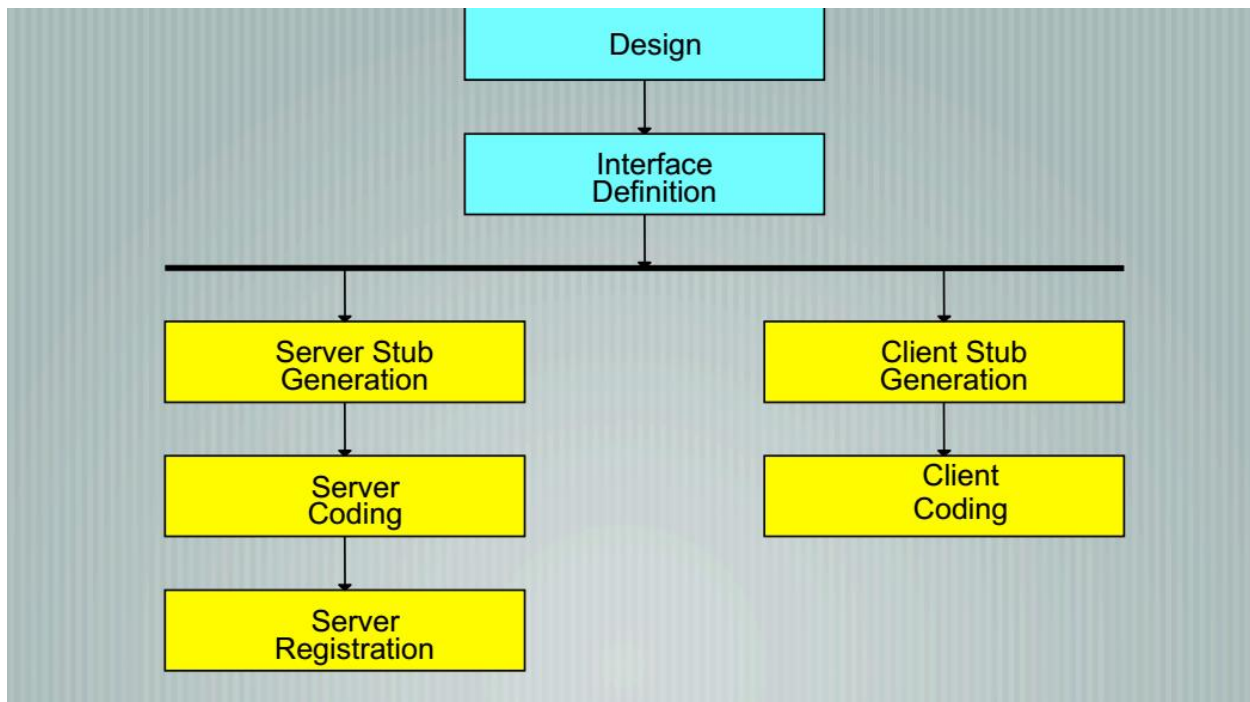 Design
Interface
Definition
Server Stub
Generation
Client Stub
Generation
Server
Coding
Client
Coding
Server
Registration